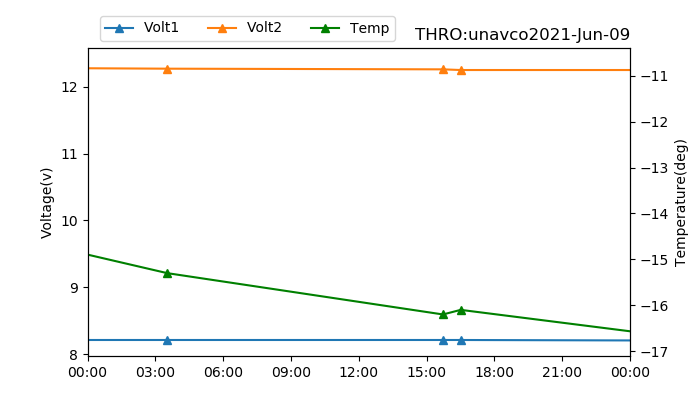 Volt1 Volt2 Temp
THRO:unavco2021-Jun-09
Voltage(v)
12
11
10
9
8
−11
−12
−13
−14
−15
−16
−17
Temperature(deg)
00:00 03:00 06:00 09:00 12:00 15:00 18:00 21:00 00:00